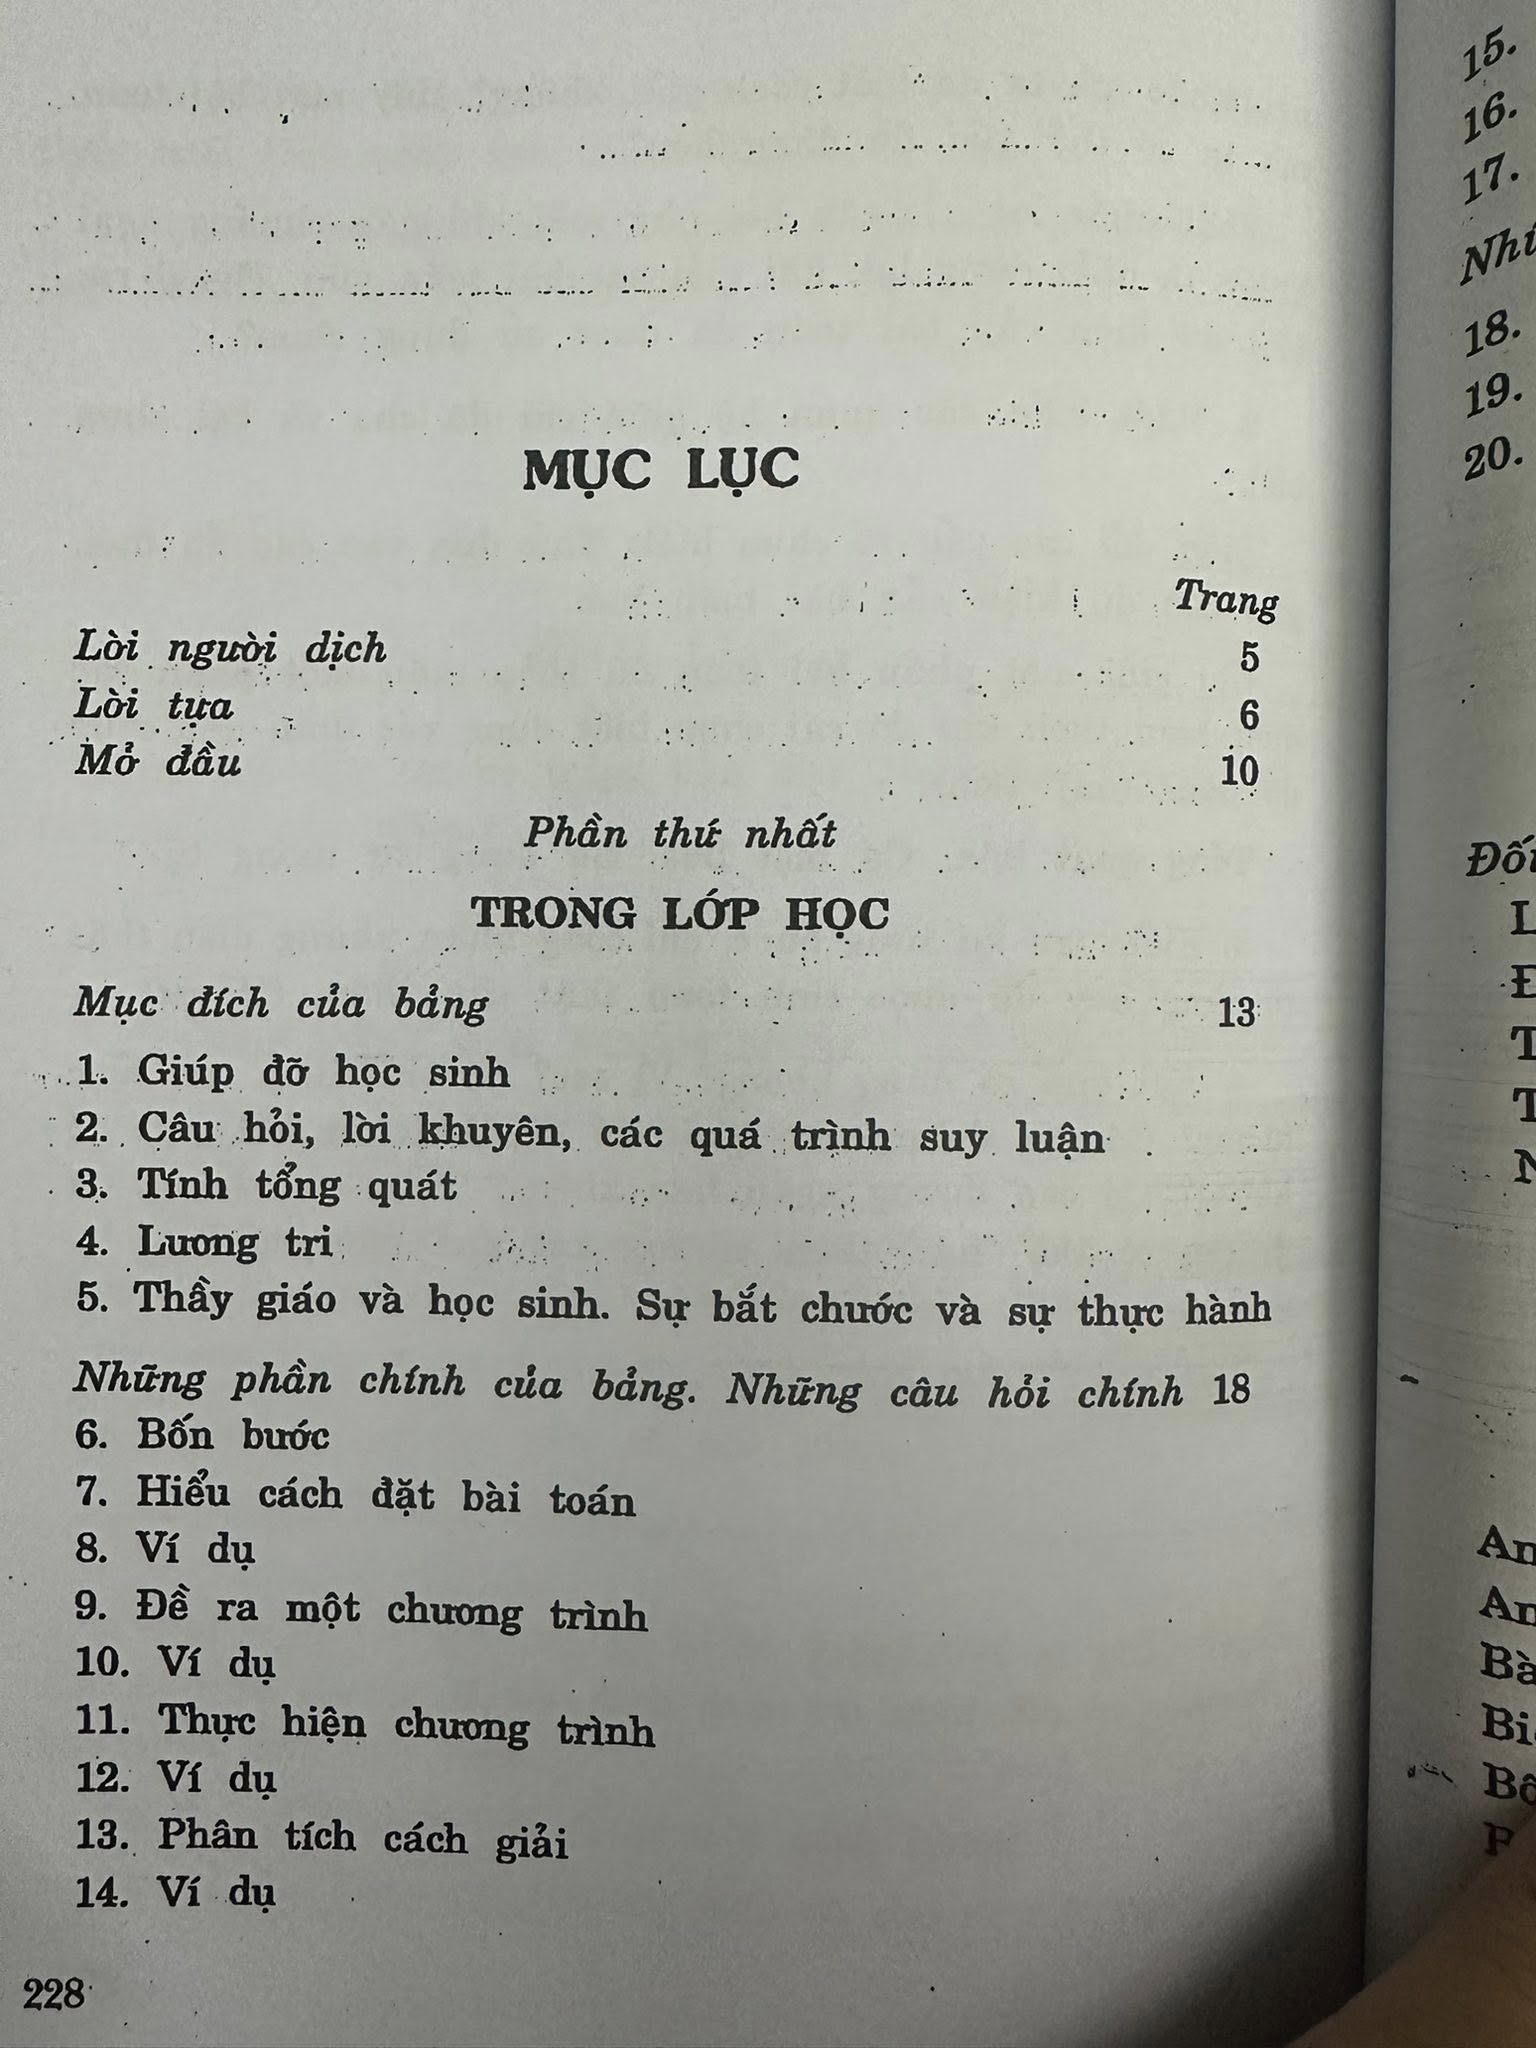 MỤC LỤC
Trang
Lời người dịch 5
Lời tựa 6
Mở đầu 10
Phần thứ nhất
TRONG LỚP HỌC
Mục đích của bảng 13
1. Giúp đỡ học sinh
2. Câu hỏi, lời khuyên, các quá trình suy luận
3. Tính tổng quát
4. Lương tri
5. Thầy giáo và học sinh. Sự bắt chước và sự thực hành
Những phần chính của bảng. Những câu hỏi chính 18
6. Bốn bước
7. Hiểu cách đặt bài toán
8. Ví dụ
9. Đề ra một chương trình
10. Ví dụ
11. Thực hiện chương trình
12. Ví dụ
13. Phân tích cách giải
14. Ví dụ
228
15.
16.
17.
18.
19.
20.